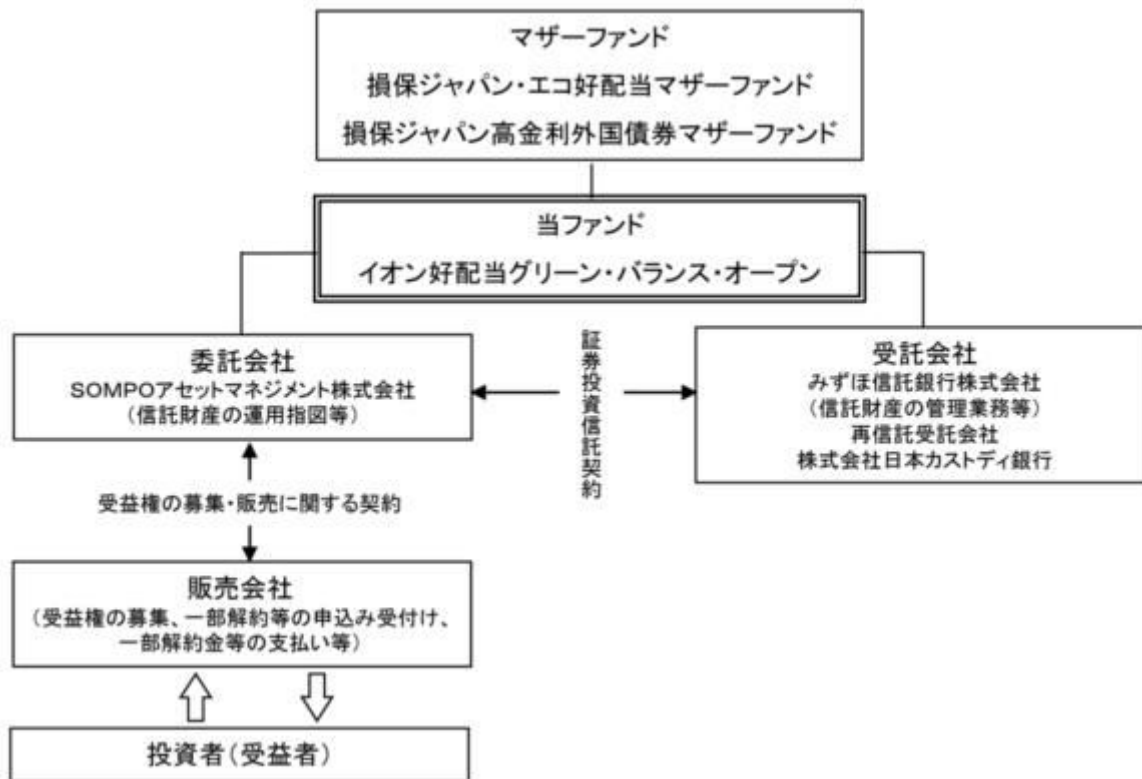 マザーファンド
損保ジャパン・エコ好配当マザーファンド
損保ジャパン高金利外国債券マザーファンド
当ファンド
イオン好配当グリーン・バランス・オープン
委託会社
SOMPOアセットマネジメント株式会社
(信託財産の運用指図等)
証券投資信託契約
受託会社
みずほ信託銀行株式会社
(信託財産の管理業務等)
再信託受託会社
株式会社日本カストディ銀行
受益権の募集・販売に関する契約
販売会社
(受益権の募集、一部解約等の申込み受付け、
一部解約金等の支払い等)
投資者(受益者)